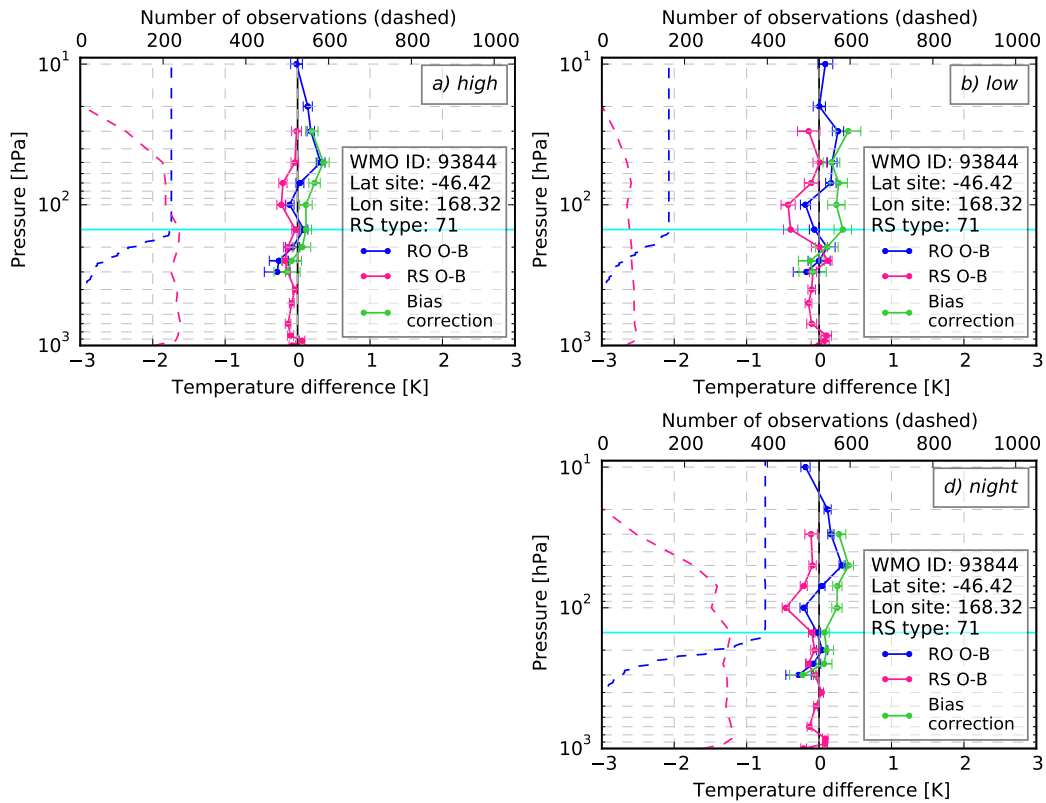 Number of observations (dashed)
0 200 400 600 800 1000
a) high
10¹
10²
10³
Pressure [hPa]
WMO ID: 93844
Lat site: -46.42
Lon site: 168.32
RS type: 71
RO O-B
RS O-B
Bias
correction
−3 −2 −1 0 1 2 3
Temperature difference [K]
Number of observations (dashed)
0 200 400 600 800 1000
b) low
10¹
10²
10³
Pressure [hPa]
WMO ID: 93844
Lat site: -46.42
Lon site: 168.32
RS type: 71
RO O-B
RS O-B
Bias
correction
−3 −2 −1 0 1 2 3
Temperature difference [K]
Number of observations (dashed)
0 200 400 600 800 1000
d) night
10¹
10²
10³
Pressure [hPa]
WMO ID: 93844
Lat site: -46.42
Lon site: 168.32
RS type: 71
RO O-B
RS O-B
Bias
correction
−3 −2 −1 0 1 2 3
Temperature difference [K]